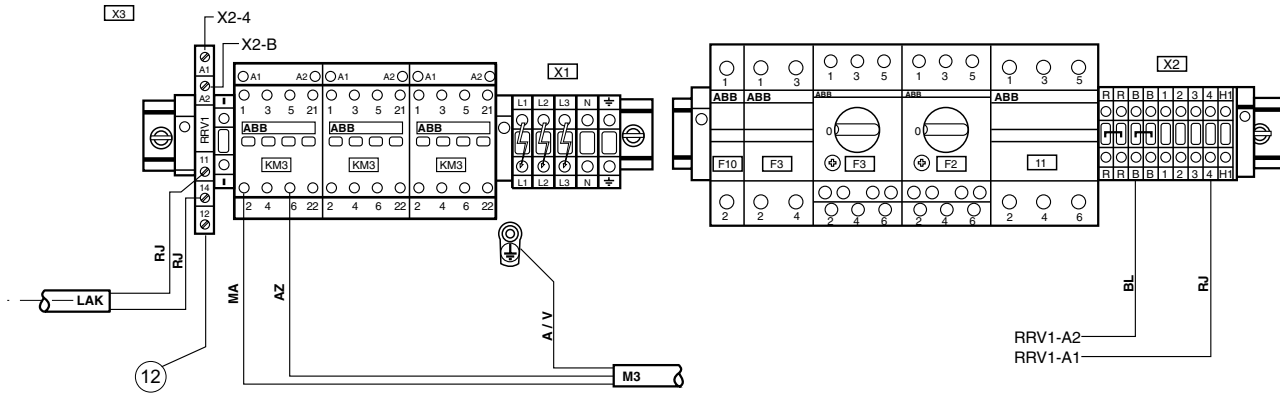 X3
X2-4
X2-B
A1
A2
RRV1
11
14
12
A1 A2 A1 A2 A1 A2
1 3 5 21 1 3 5 21 1 3 5 21
ABB ABB ABB
KM3 KM3 KM3
2 4 6 22 2 4 6 22 2 4 6 22
X1
L1 L2 L3 N
L1 L2 L3 N
RJ
RJ
LAK
12
MA
AZ
A / V
M3
1 1 3 1 3 5 1 3 5 1 3 5
ABB ABB ABB ABB ABB
0 0
F10 F3 F3 F2 11
2 2 4 2 4 6 2 4 6 2 4 6
X2
R R B B 1 2 3 4 H1
R R B B 1 2 3 4 H1
BL
RJ
RRV1-A2
RRV1-A1